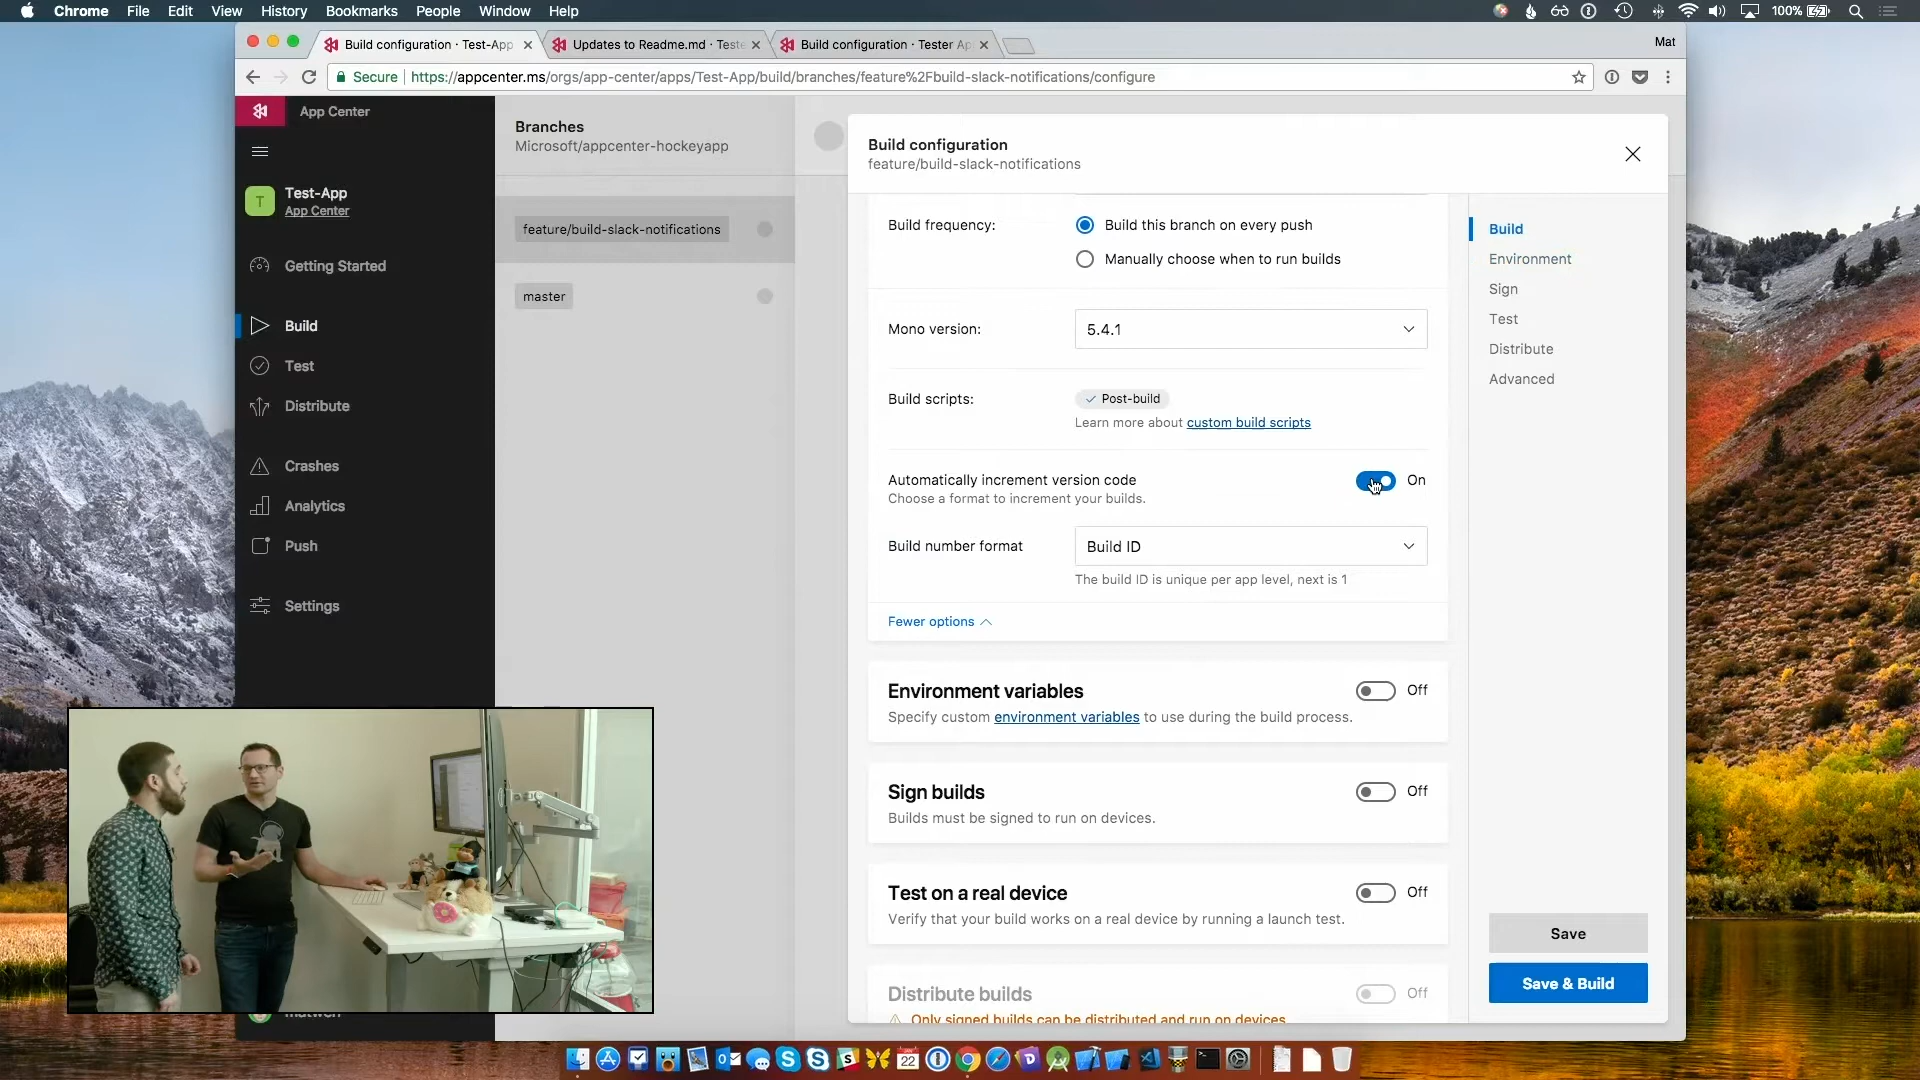 Chrome File Edit View History Bookmarks People Window Help
100%
Build configuration · Test-App
Updates to Readme.md · Teste
Build configuration · Tester Ap
Mat
Secure https://appcenter.ms/orgs/app-center/apps/Test-App/build/branches/feature%2Fbuild-slack-notifications/configure
App Center
T
Test-App
App Center
Getting Started
Build
Test
Distribute
Crashes
Analytics
Push
Settings
Branches
Microsoft/appcenter-hockeyapp
feature/build-slack-notifications
master
Build configuration
feature/build-slack-notifications
Build frequency:
Build this branch on every push
Manually choose when to run builds
Mono version:
5.4.1
Build scripts:
Post-build
Learn more about custom build scripts
Automatically increment version code
On
Choose a format to increment your builds.
Build number format
Build ID
The build ID is unique per app level, next is 1
Fewer options
Environment variables
Off
Specify custom environment variables to use during the build process.
Sign builds
Off
Builds must be signed to run on devices.
Test on a real device
Off
Verify that your build works on a real device by running a launch test.
Distribute builds
Off
Only signed builds can be distributed and run on devices
Build
Environment
Sign
Test
Distribute
Advanced
Save
Save & Build
22